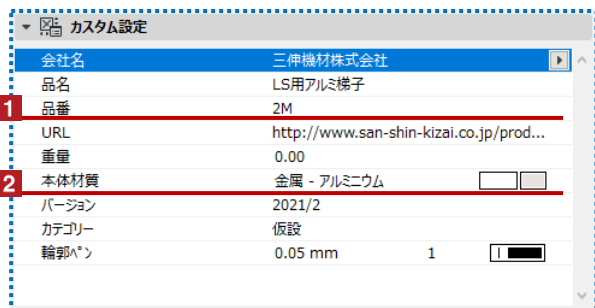 カスタム設定
会社名 三伸機材株式会社
品名 LS用アルミ梯子
1 品番 2M
URL http://www.san-shin-kizai.co.jp/prod...
重量 0.00
2 本体材質 金属 - アルミニウム
バージョン 2021/2
カテゴリー 仮設
輪郭ペン 0.05 mm 1